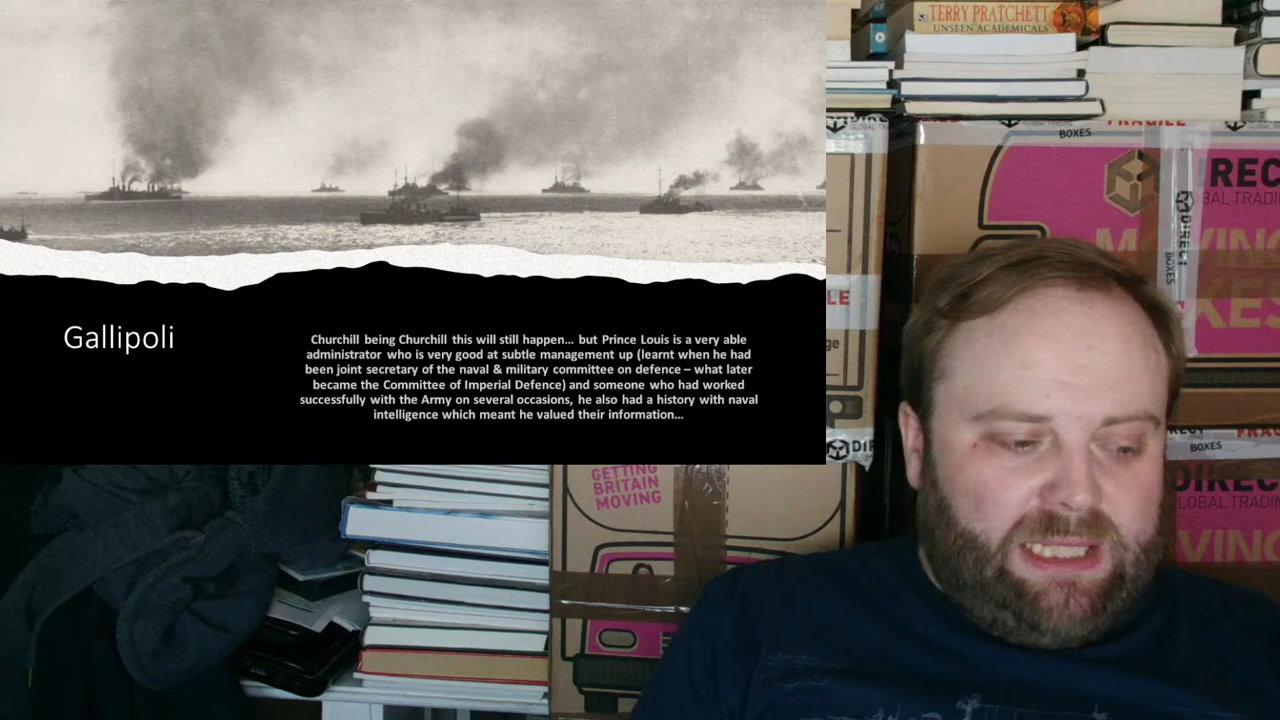 TERRY PRATCHETT
UNSEEN ACADEMICALS
Gallipoli
Churchill being Churchill this will still happen… but Prince Louis is a very able
administrator who is very good at subtle management up (learnt when he had
been joint secretary of the naval & military committee on defence – what later
became the Committee of Imperial Defence) and someone who had worked
successfully with the Army on several occasions, he also had a history with naval
intelligence which meant he valued their information…
BOXES
FRAGILE
DIRECT
BOXES
BOXES
GETTING
BRITAIN
MOVING